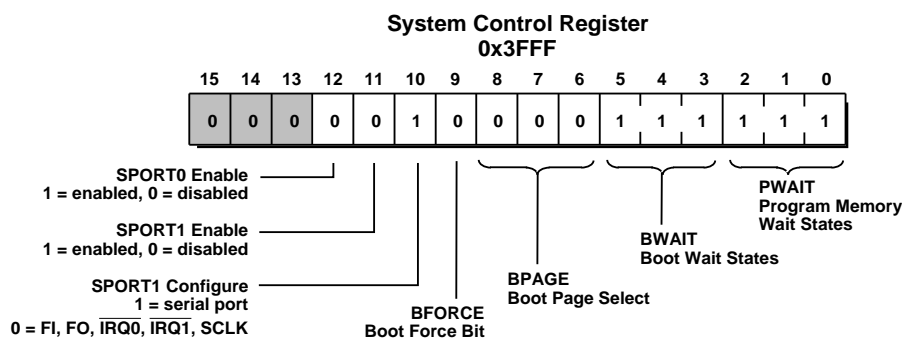 System Control Register
0x3FFF
15 14 13 12 11 10 9 8 7 6 5 4 3 2 1 0
0 0 0 0 0 1 0 0 0 0 1 1 1 1 1 1
SPORT0 Enable
1 = enabled, 0 = disabled
SPORT1 Enable
1 = enabled, 0 = disabled
SPORT1 Configure
1 = serial port
0 = FI, FO, IRQ0, IRQ1, SCLK
BFORCE
Boot Force Bit
BPAGE
Boot Page Select
BWAIT
Boot Wait States
PWAIT
Program Memory
Wait States